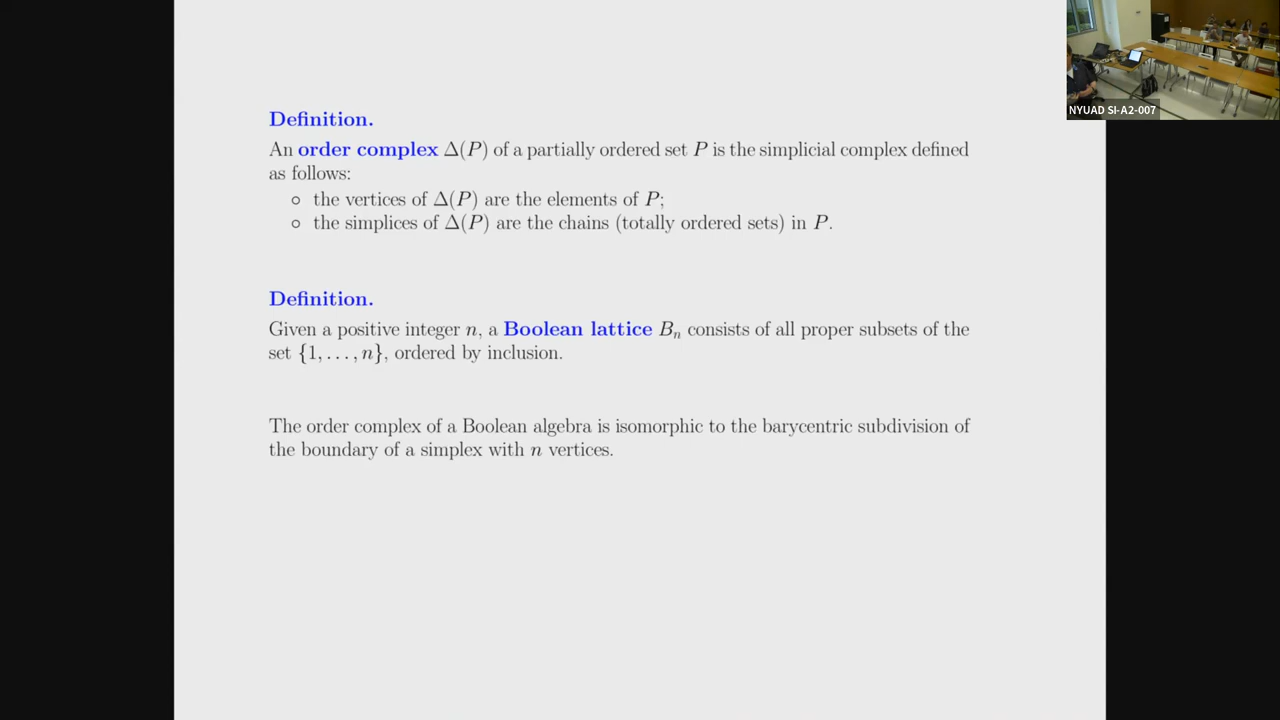 Definition.
An order complex Δ(P) of a partially ordered set P is the simplicial complex defined
as follows:
∘ the vertices of Δ(P) are the elements of P;
∘ the simplices of Δ(P) are the chains (totally ordered sets) in P.
Definition.
Given a positive integer n, a Boolean lattice Bₙ consists of all proper subsets of the
set {1, . . . , n}, ordered by inclusion.
The order complex of a Boolean algebra is isomorphic to the barycentric subdivision of
the boundary of a simplex with n vertices.
NYUAD SI-A2-007